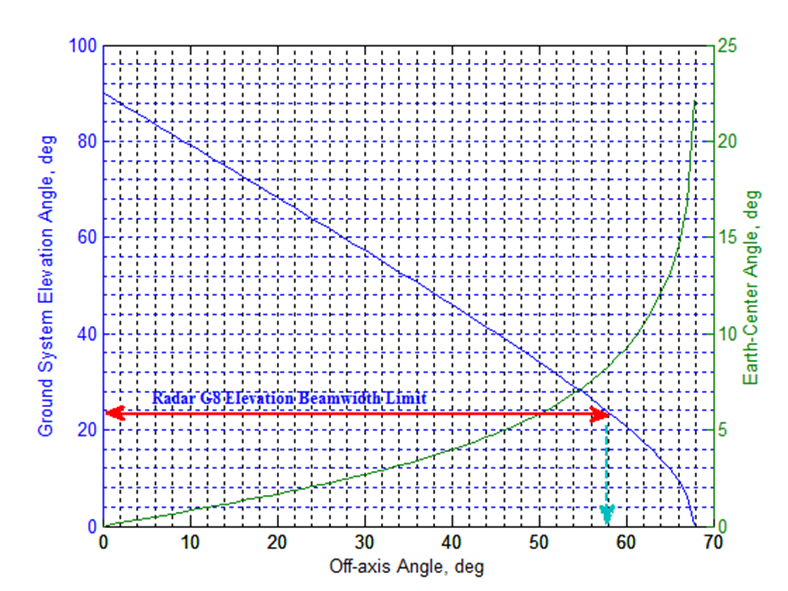 100
80
60
40
20
0
Ground System Elevation Angle, deg
Radar G8 Elevation Beamwidth Limit
25
20
15
10
5
0
Earth-Center Angle, deg
0 10 20 30 40 50 60 70
Off-axis Angle, deg